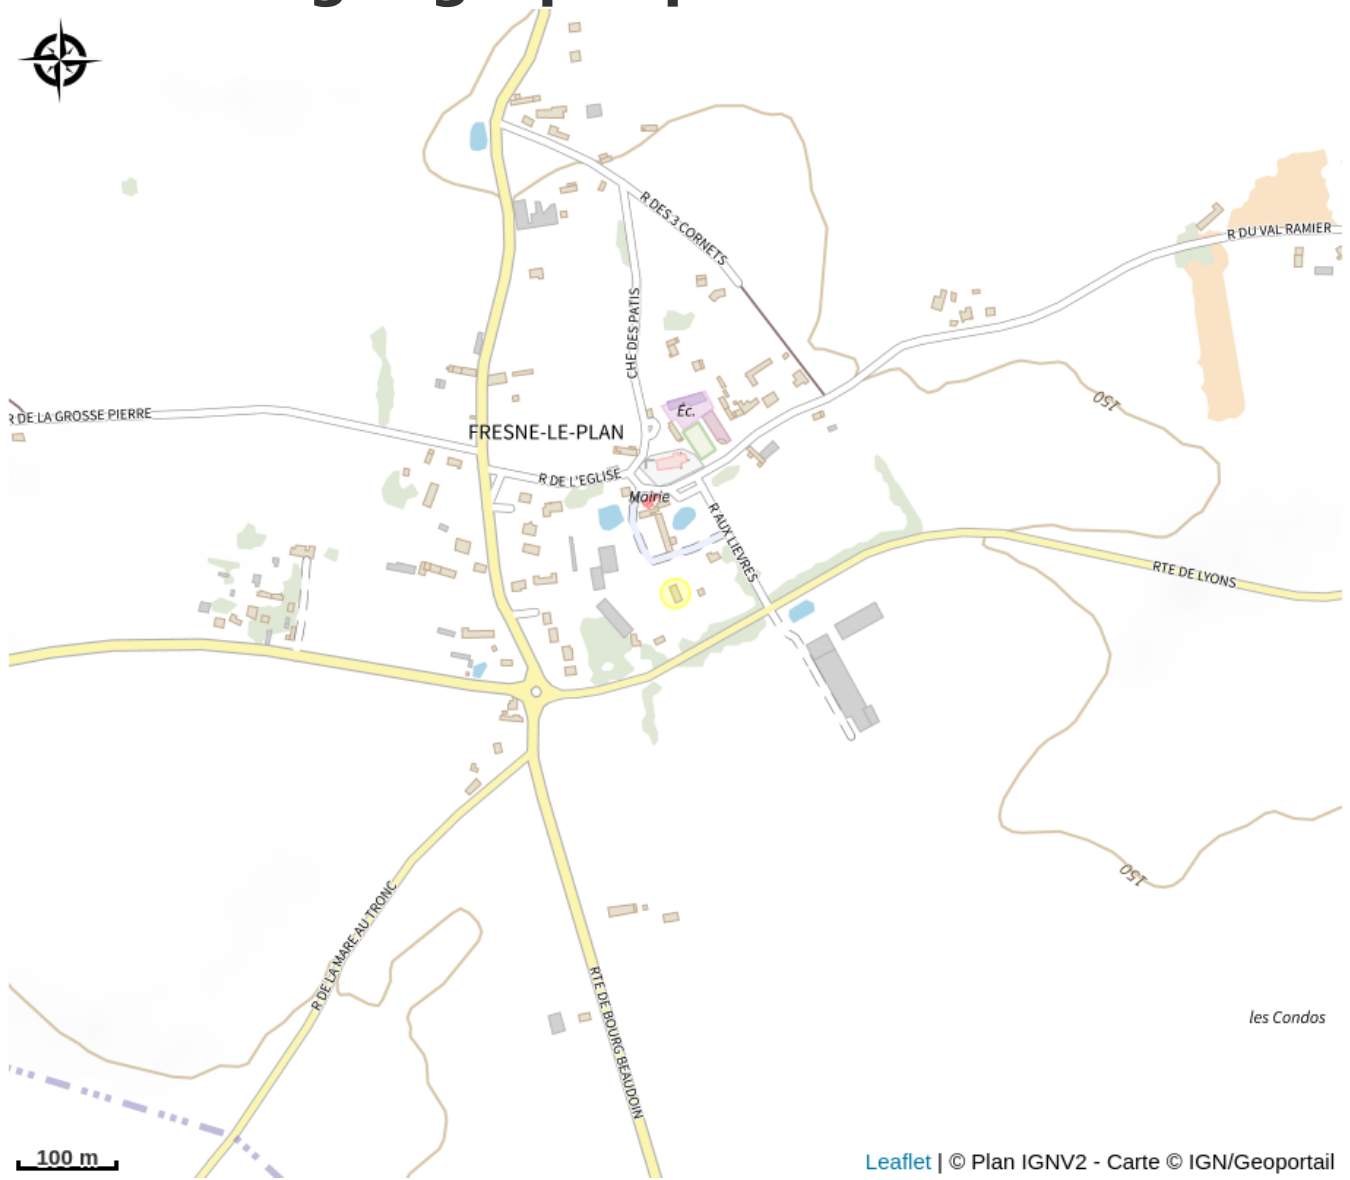 R DES 3 CORNETS
R DU VAL RAMIER
CHE DES PATIS
150
R DE LA GROSSE PIERRE
Éc.
FRESNE-LE-PLAN
R DE L'EGLISE
Mairie
R AUX LIEVRES
RTE DE LYONS
150
R DE LA MARE AU TRONC
RTE DE BOURG BEAUDOIN
les Condos
100 m
Leaflet | © Plan IGNV2 - Carte © IGN/Geoportail